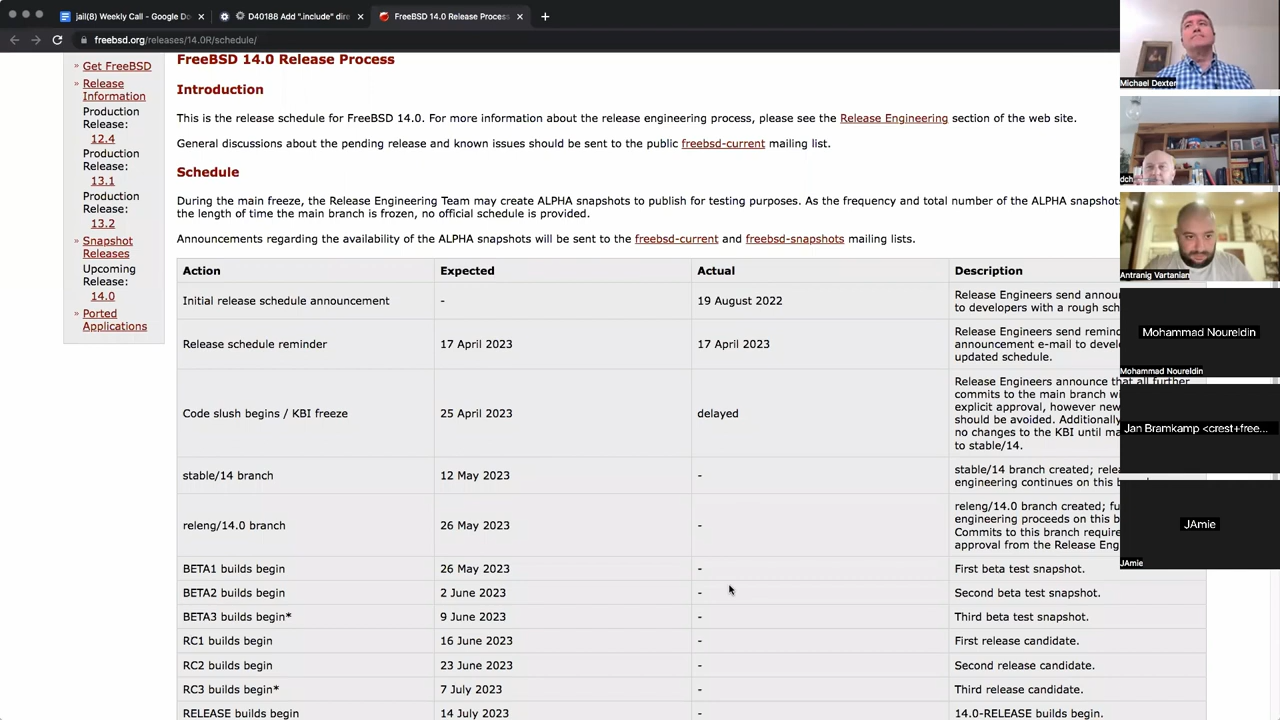 jail(8) Weekly Call - Google Do
D40188 Add ".include" dire
FreeBSD 14.0 Release Process
freebsd.org/releases/14.0R/schedule/
» Get FreeBSD
» Release
Information
Production
Release:
12.4
Production
Release:
13.1
Production
Release:
13.2
» Snapshot
Releases
Upcoming
Release:
14.0
» Ported
Applications
FreeBSD 14.0 Release Process
Introduction
This is the release schedule for FreeBSD 14.0. For more information about the release engineering process, please see the Release Engineering section of the web site.
General discussions about the pending release and known issues should be sent to the public freebsd-current mailing list.
Schedule
During the main freeze, the Release Engineering Team may create ALPHA snapshots to publish for testing purposes. As the frequency and total number of the ALPHA snapshots
the length of time the main branch is frozen, no official schedule is provided.
Announcements regarding the availability of the ALPHA snapshots will be sent to the freebsd-current and freebsd-snapshots mailing lists.
Action Expected Actual Description
Initial release schedule announcement - 19 August 2022 Release Engineers send annou
to developers with a rough sch
Release schedule reminder 17 April 2023 17 April 2023 Release Engineers send remin
announcement e-mail to devel
updated schedule.
Code slush begins / KBI freeze 25 April 2023 delayed Release Engineers announce that all further
commits to the main branch w
explicit approval, however new
should be avoided. Additionally
no changes to the KBI until ma
to stable/14.
stable/14 branch 12 May 2023 - stable/14 branch created; relea
engineering continues on this b
releng/14.0 branch 26 May 2023 - releng/14.0 branch created; fu
engineering proceeds on this b
Commits to this branch require
approval from the Release Eng
BETA1 builds begin 26 May 2023 - First beta test snapshot.
BETA2 builds begin 2 June 2023 - Second beta test snapshot.
BETA3 builds begin* 9 June 2023 - Third beta test snapshot.
RC1 builds begin 16 June 2023 - First release candidate.
RC2 builds begin 23 June 2023 - Second release candidate.
RC3 builds begin* 7 July 2023 - Third release candidate.
RELEASE builds begin 14 July 2023 - 14.0-RELEASE builds begin.
Michael Dexter
dch
Antranig Vartanian
Mohammad Noureldin
Mohammad Noureldin
Jan Bramkamp <crest+free...
JAmie
JAmie